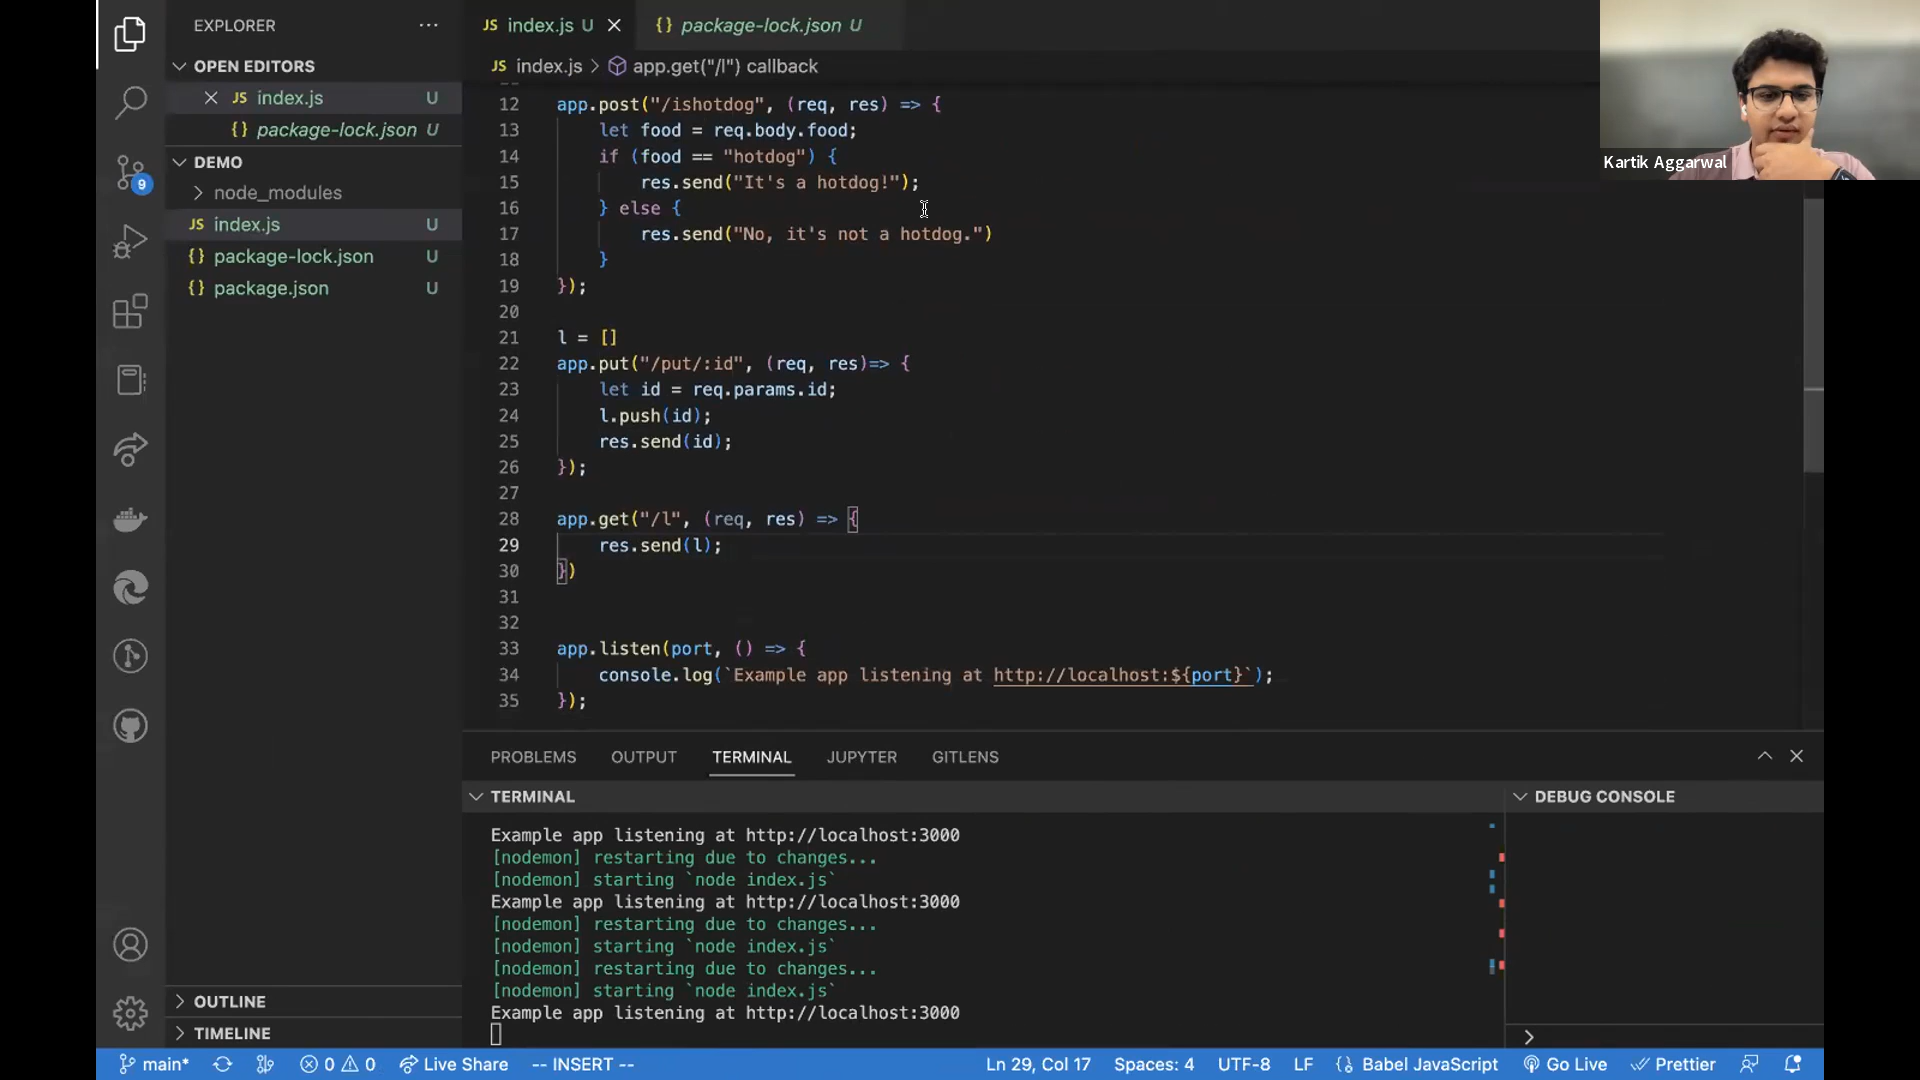 EXPLORER
OPEN EDITORS
JS index.js U
{} package-lock.json U
DEMO
node_modules
JS index.js U
{} package-lock.json U
{} package.json U
OUTLINE
TIMELINE
9
JS index.js U
{} package-lock.json U
JS index.js > app.get("/l") callback
12 app.post("/ishotdog", (req, res) => {
13 let food = req.body.food;
14 if (food == "hotdog") {
15 res.send("It's a hotdog!");
16 } else {
17 res.send("No, it's not a hotdog.")
18 }
19 });
20
21 l = []
22 app.put("/put/:id", (req, res)=> {
23 let id = req.params.id;
24 l.push(id);
25 res.send(id);
26 });
27
28 app.get("/l", (req, res) => {
29 res.send(l);
30 })
31
32
33 app.listen(port, () => {
34 console.log(`Example app listening at http://localhost:${port}`);
35 });
Kartik Aggarwal
PROBLEMS OUTPUT TERMINAL JUPYTER GITLENS
TERMINAL
DEBUG CONSOLE
Example app listening at http://localhost:3000
[nodemon] restarting due to changes...
[nodemon] starting `node index.js`
Example app listening at http://localhost:3000
[nodemon] restarting due to changes...
[nodemon] starting `node index.js`
[nodemon] restarting due to changes...
[nodemon] starting `node index.js`
Example app listening at http://localhost:3000
main* 0 0 Live Share -- INSERT -- Ln 29, Col 17 Spaces: 4 UTF-8 LF {} Babel JavaScript Go Live Prettier